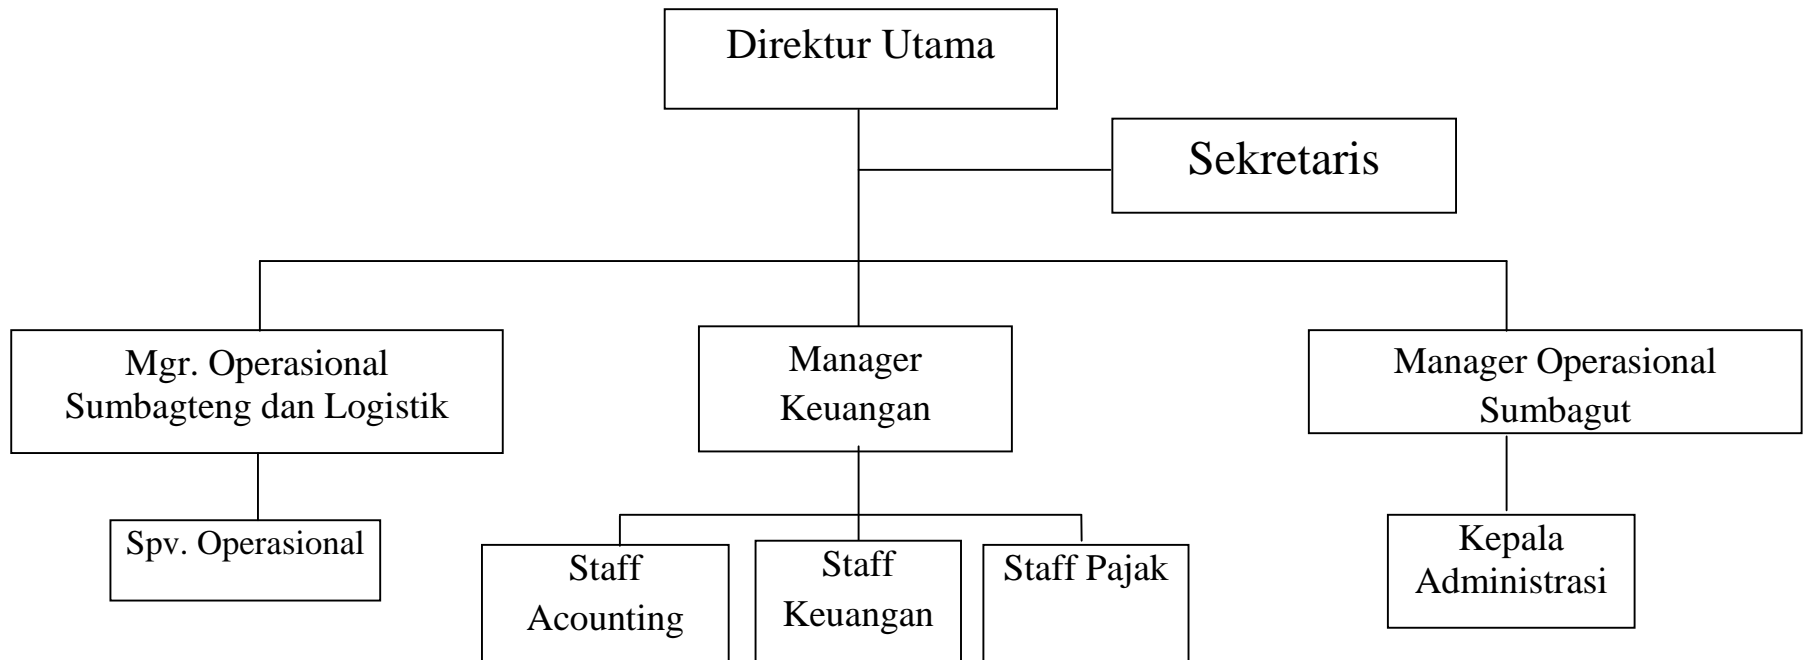 Direktur Utama
Sekretaris
Mgr. Operasional
Sumbagteng dan Logistik
Manager
Keuangan
Manager Operasional
Sumbagut
Spv. Operasional
Staff
Acounting
Staff
Keuangan
Staff Pajak
Kepala
Administrasi